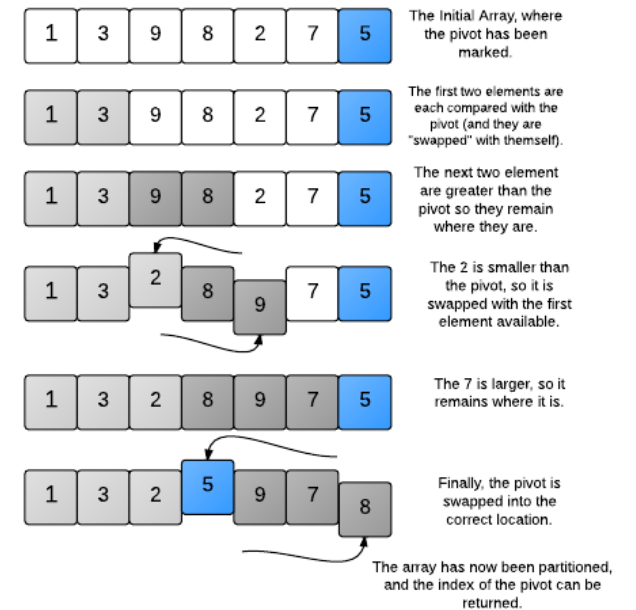 1 3 9 8 2 7 5
The Initial Array, where
the pivot has been
marked.
1 3 9 8 2 7 5
The first two elements are
each compared with the
pivot (and they are
"swapped" with themself).
1 3 9 8 2 7 5
The next two element
are greater than the
pivot so they remain
where they are.
1 3 2 8 9 7 5
The 2 is smaller than
the pivot, so it is
swapped with the first
element available.
1 3 2 8 9 7 5
The 7 is larger, so it
remains where it is.
1 3 2 5 9 7 8
Finally, the pivot is
swapped into the
correct location.
The array has now been partitioned,
and the index of the pivot can be
returned.